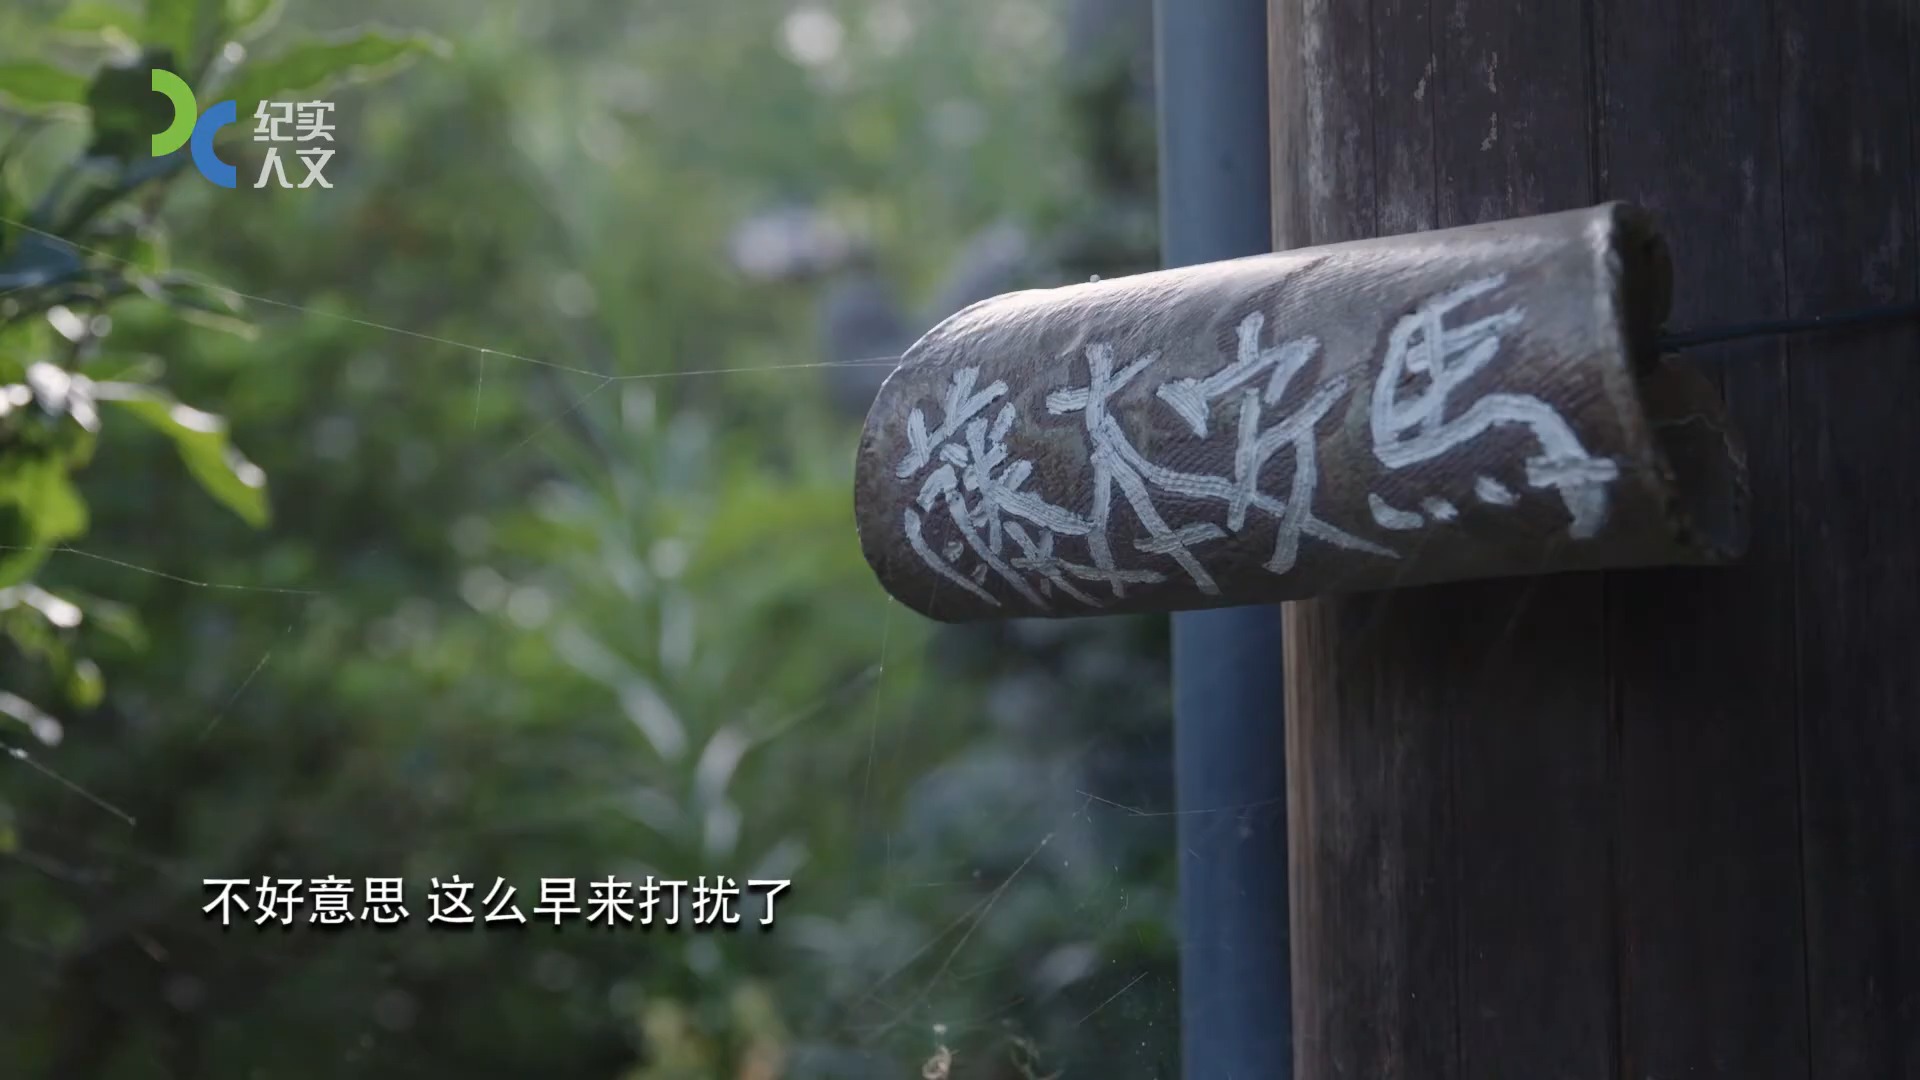 纪实
人文
藤本安馬
不好意思 这么早来打扰了